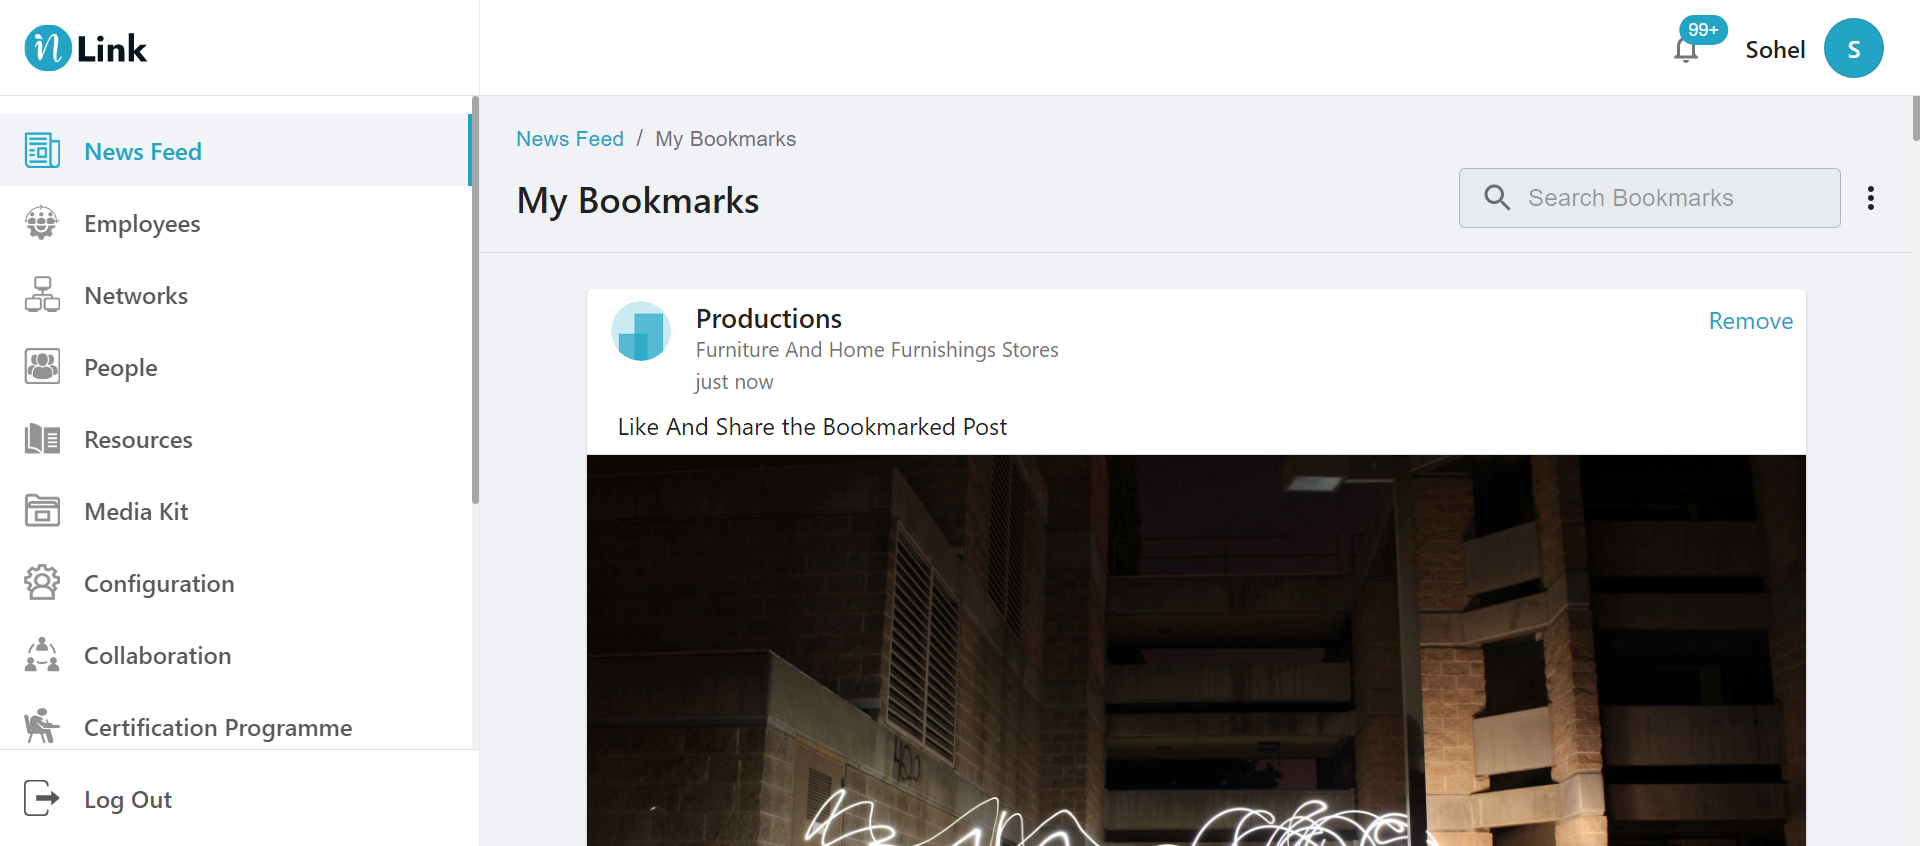 n Link
99+
Sohel
S
News Feed
Employees
Networks
People
Resources
Media Kit
Configuration
Collaboration
Certification Programme
Log Out
News Feed / My Bookmarks
My Bookmarks
Search Bookmarks
Productions
Remove
Furniture And Home Furnishings Stores
just now
Like And Share the Bookmarked Post